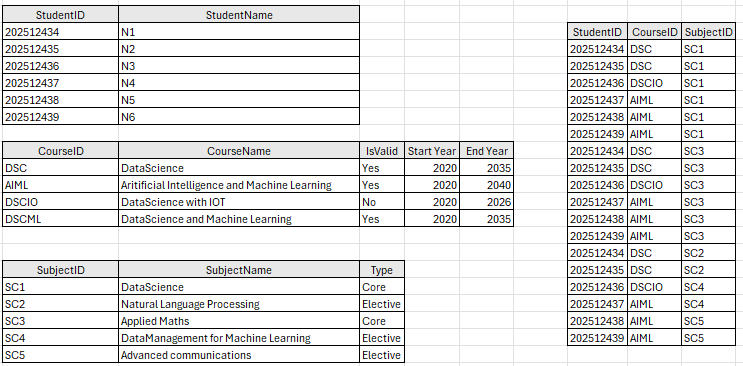 StudentID StudentName
202512434 N1
202512435 N2
202512436 N3
202512437 N4
202512438 N5
202512439 N6
CourseID CourseName IsValid Start Year End Year
DSC DataScience Yes 2020 2035
AIML Aritificial Intelligence and Machine Learning Yes 2020 2040
DSCIO DataScience with IOT No 2020 2026
DSCML DataScience and Machine Learning Yes 2020 2035
SubjectID SubjectName Type
SC1 DataScience Core
SC2 Natural Language Processing Elective
SC3 Applied Maths Core
SC4 DataManagement for Machine Learning Elective
SC5 Advanced communications Elective
StudentID CourseID SubjectID
202512434 DSC SC1
202512435 DSC SC1
202512436 DSCIO SC1
202512437 AIML SC1
202512438 AIML SC1
202512439 AIML SC1
202512434 DSC SC3
202512435 DSC SC3
202512436 DSCIO SC3
202512437 AIML SC3
202512438 AIML SC3
202512439 AIML SC3
202512434 DSC SC2
202512435 DSC SC2
202512436 DSCIO SC4
202512437 AIML SC4
202512438 AIML SC5
202512439 AIML SC5